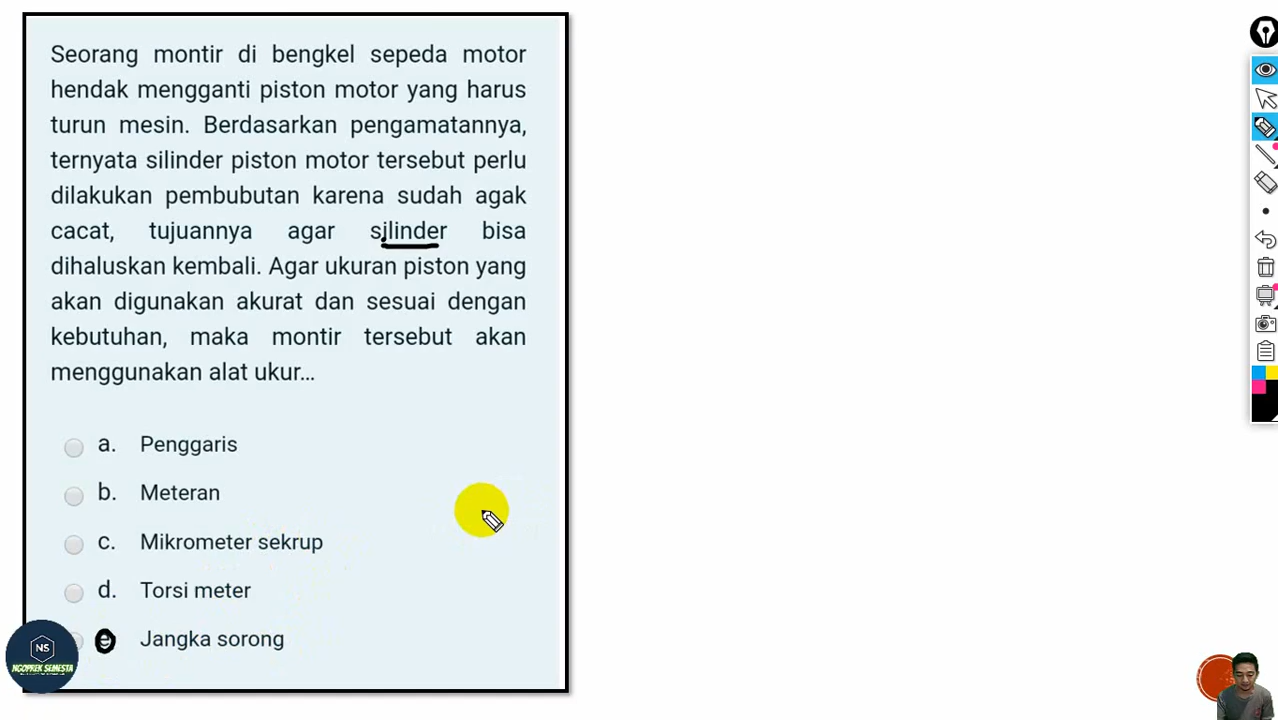 Seorang montir di bengkel sepeda motor
hendak mengganti piston motor yang harus
turun mesin. Berdasarkan pengamatannya,
ternyata silinder piston motor tersebut perlu
dilakukan pembubutan karena sudah agak
cacat, tujuannya agar silinder bisa
dihaluskan kembali. Agar ukuran piston yang
akan digunakan akurat dan sesuai dengan
kebutuhan, maka montir tersebut akan
menggunakan alat ukur...
a. Penggaris
b. Meteran
c. Mikrometer sekrup
d. Torsi meter
e Jangka sorong
NS
NGOPREK SEMESTA